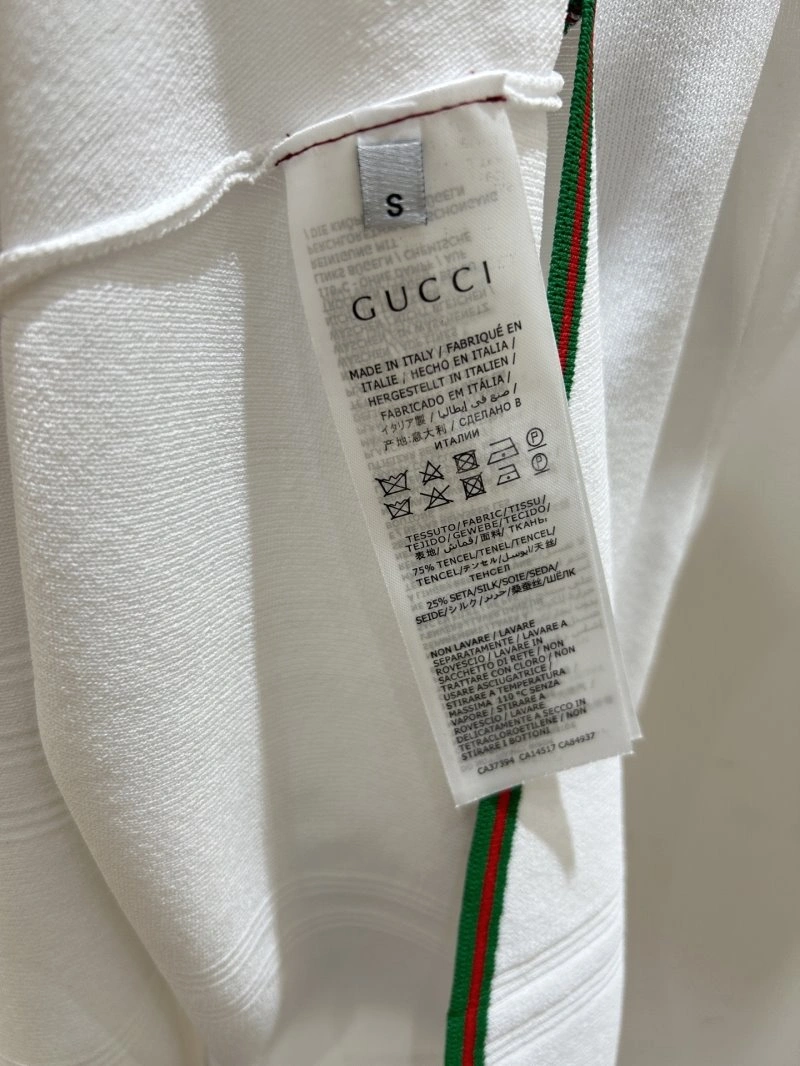 S
GUCCI
MADE IN ITALY / FABRIQUÉ EN
ITALIE / HECHO EN ITALIA /
HERGESTELLT IN ITALIEN /
FABRICADO EM ITÁLIA /
イタリア製 / صنع في إيطاليا /
产地:意大利 / СДЕЛАНО В
ИТАЛИИ
TESSUTO/FABRIC/TISSU/
TEJIDO/GEWEBE/TECIDO/
表地/قماش/面料/ ТКАНЬ
75% TENCEL/TENEL/TENCEL/
TENCEL/テンセル/تنسيل/天丝/
ТЕНСЕЛ
25% SETA/SILK/SOIE/SEDA/
SEIDE/シルク/حرير/桑蚕丝/ШЁЛК
NON LAVARE / LAVARE
SEPARATAMENTE / LAVARE A
ROVESCIO / LAVARE IN
SACCHETTO DI RETE / NON
TRATTARE CON CLORO / NON
USARE ASCIUGATRICE /
STIRARE A TEMPERATURA
MASSIMA 110 °C SENZA
VAPORE / STIRARE A
ROVESCIO / LAVARE
DELICATAMENTE A SECCO IN
TETRACLOROETILENE / NON
STIRARE I BOTTONI
CA37394 CA14517 CA84937